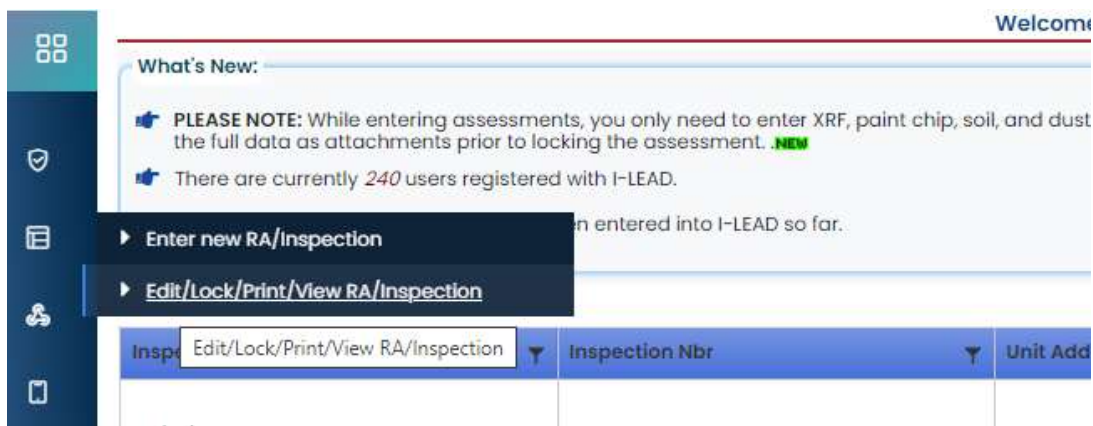 Welcome
What's New:
PLEASE NOTE: While entering assessments, you only need to enter XRF, paint chip, soil, and dust
the full data as attachments prior to locking the assessment. .NEW
There are currently 240 users registered with I-LEAD.
en entered into I-LEAD so far.
Enter new RA/Inspection
Edit/Lock/Print/View RA/Inspection
Inspe
Edit/Lock/Print/View RA/Inspection
Inspection Nbr
Unit Add